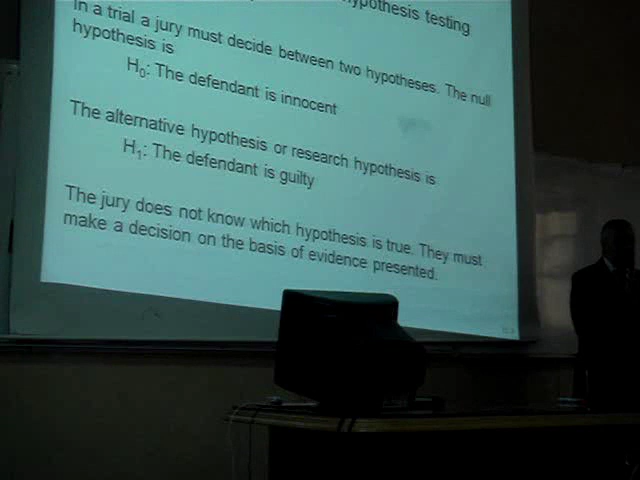 hypothesis testing
In a trial a jury must decide between two hypotheses. The null
hypothesis is
H0: The defendant is innocent
The alternative hypothesis or research hypothesis is
H1: The defendant is guilty
The jury does not know which hypothesis is true. They must
make a decision on the basis of evidence presented.